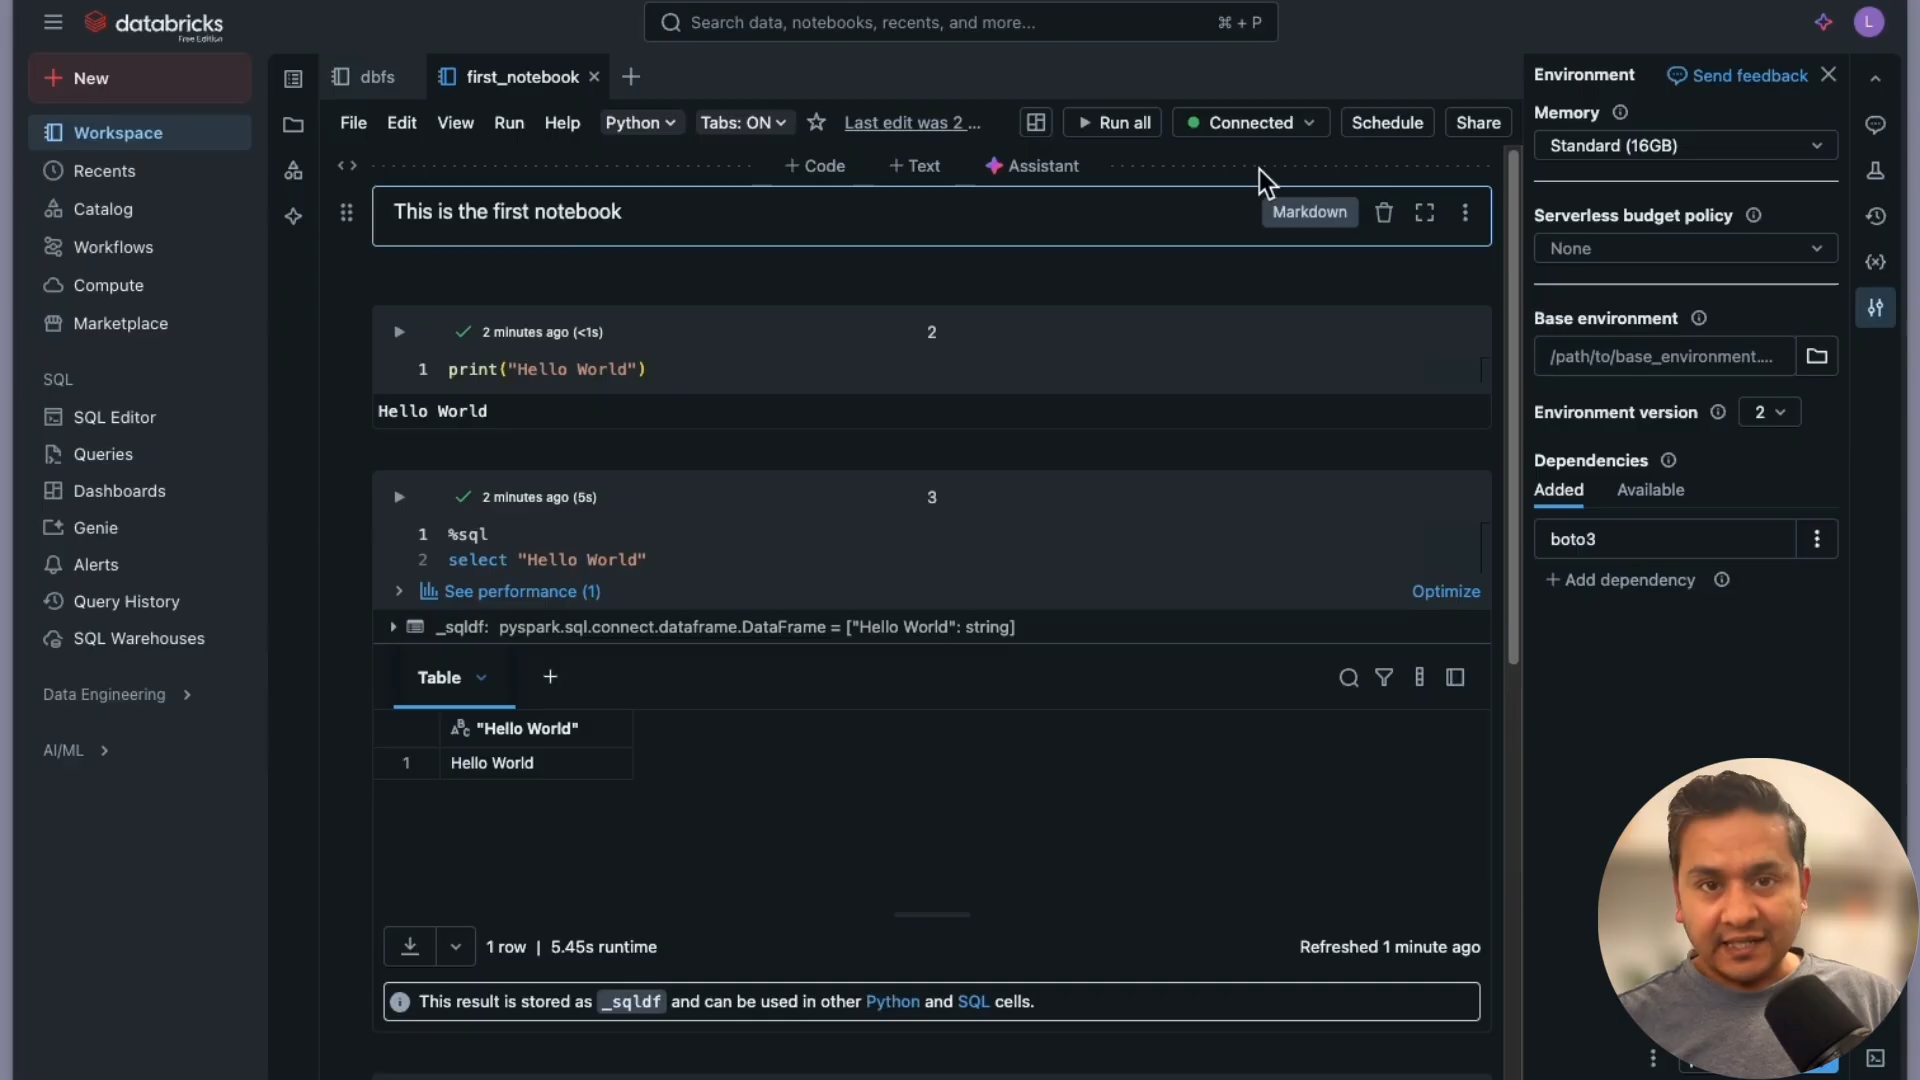 databricks
Free Edition
Search data, notebooks, recents, and more...
⌘ + P
L
New
Workspace
Recents
Catalog
Workflows
Compute
Marketplace
SQL
SQL Editor
Queries
Dashboards
Genie
Alerts
Query History
SQL Warehouses
Data Engineering
AI/ML
dbfs
first_notebook
File Edit View Run Help Python Tabs: ON Last edit was 2 ... Run all Connected Schedule Share
+ Code + Text Assistant
This is the first notebook
Markdown
2 minutes ago (<1s)
2
1 print("Hello World")
Hello World
2 minutes ago (5s)
3
1 %sql
2 select "Hello World"
See performance (1)
Optimize
_sqldf: pyspark.sql.connect.dataframe.DataFrame = ["Hello World": string]
Table
ABC "Hello World"
1 Hello World
1 row | 5.45s runtime
Refreshed 1 minute ago
This result is stored as _sqldf and can be used in other Python and SQL cells.
Environment
Send feedback
Memory
Standard (16GB)
Serverless budget policy
None
Base environment
/path/to/base_environment....
Environment version
2
Dependencies
Added Available
boto3
+ Add dependency